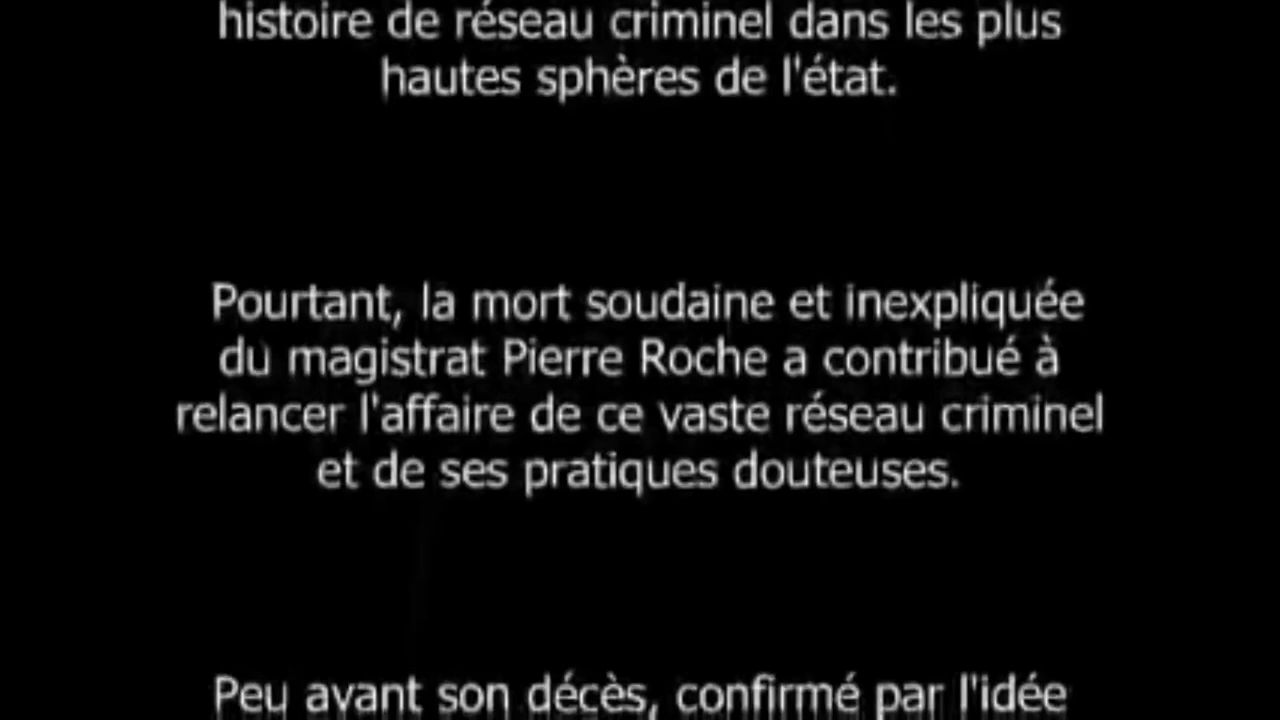 histoire de réseau criminel dans les plus
hautes sphères de l'état.
Pourtant, la mort soudaine et inexpliquée
du magistrat Pierre Roche a contribué à
relancer l'affaire de ce vaste réseau criminel
et de ses pratiques douteuses.
Peu avant son décès, confirmé par l'idée